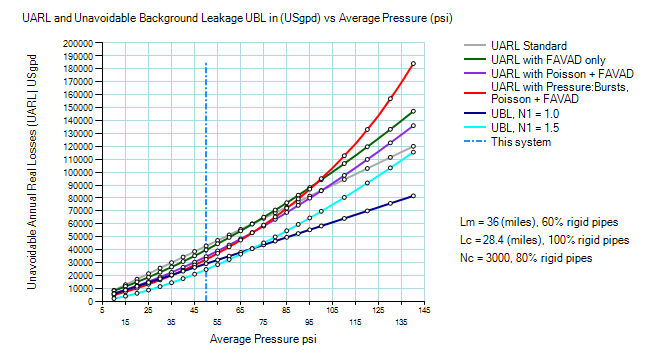 UARL and Unavoidable Background Leakage UBL in (USgpd) vs Average Pressure (psi)
Unavoidable Annual Real Losses (UARL) USgpd
200000
190000
180000
170000
160000
150000
140000
130000
120000
110000
100000
90000
80000
70000
60000
50000
40000
30000
20000
10000
0
5 25 45 65 85 105 125 145
15 35 55 75 95 115 135
Average Pressure psi
UARL Standard
UARL with FAVAD only
UARL with Poisson + FAVAD
UARL with Pressure:Bursts,
Poisson + FAVAD
UBL, N1 = 1.0
UBL, N1 = 1.5
This system
Lm = 36 (miles), 60% rigid pipes
Lc = 28.4 (miles), 100% rigid pipes
Nc = 3000, 80% rigid pipes